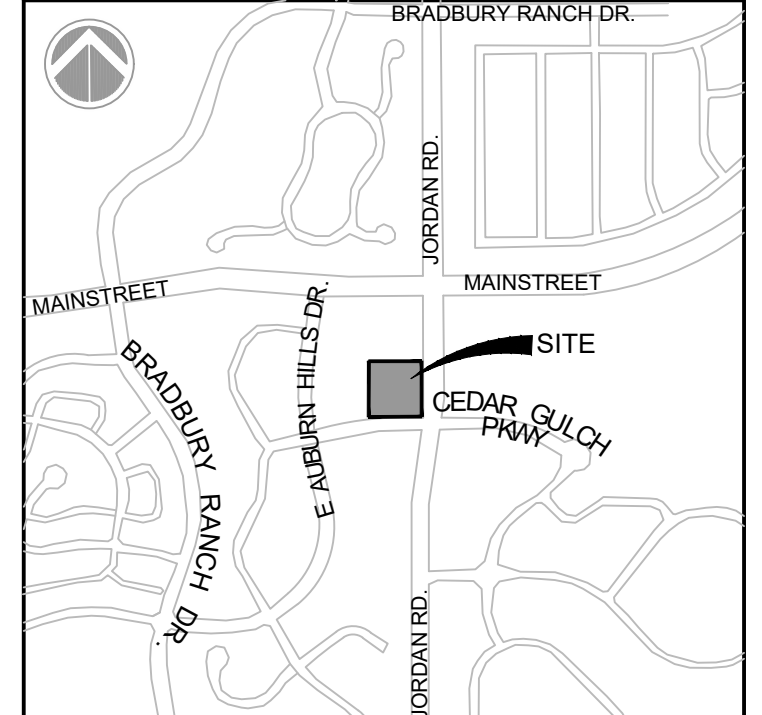 BRADBURY RANCH DR.
JORDAN RD.
MAINSTREET
MAINSTREET
E AUBURN HILLS DR.
SITE
BRADBURY RANCH DR.
CEDAR GULCH
PKWY
JORDAN RD.